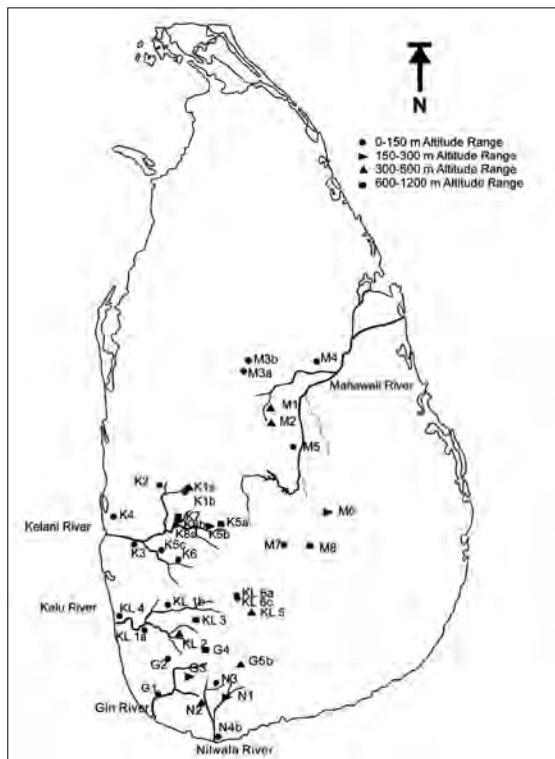 N
0-150 m Altitude Range
150-300 m Altitude Range
300-600 m Altitude Range
600-1200 m Altitude Range
M3b
M4
M3a
Mahaweli River
M1
M2
M5
K2
K1a
K1b
K4
K7
M6
Kelani River
K8a
K5b
K5a
K3
K5c
K6
M7
M8
KL 6a
KL 6c
KL 1b
Kalu River
KL 4
KL 3
KL 5
KL 1a
KL 2
G4
G2
G5b
G3
N3
G1
N1
Gin River
N2
N4b
Nilwala River